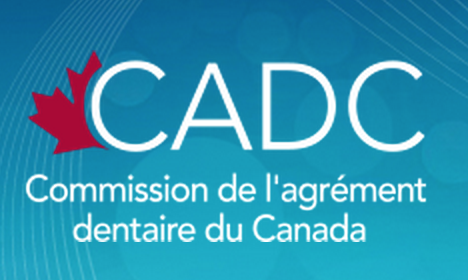 CADC
Commission de l'agrément
dentaire du Canada